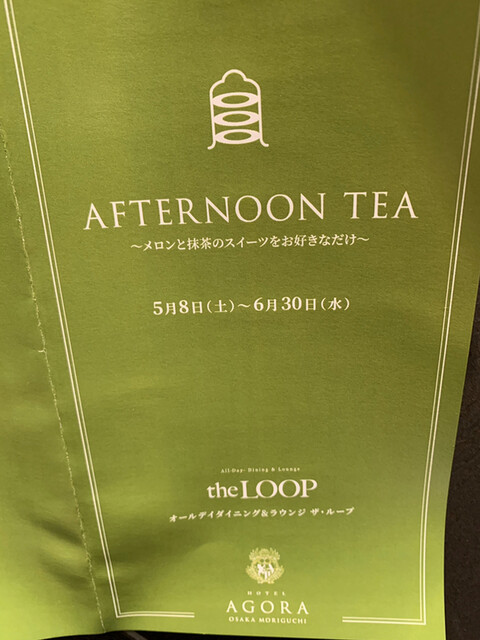 AFTERNOON TEA
～メロンと抹茶のスイーツをお好きなだけ～
5月8日（土）～6月30日（水）
All-Day-Dining & Lounge
the LOOP
オールデイダイニング&ラウンジ ザ・ループ
HOTEL
AGORA
OSAKA MORIGUCHI